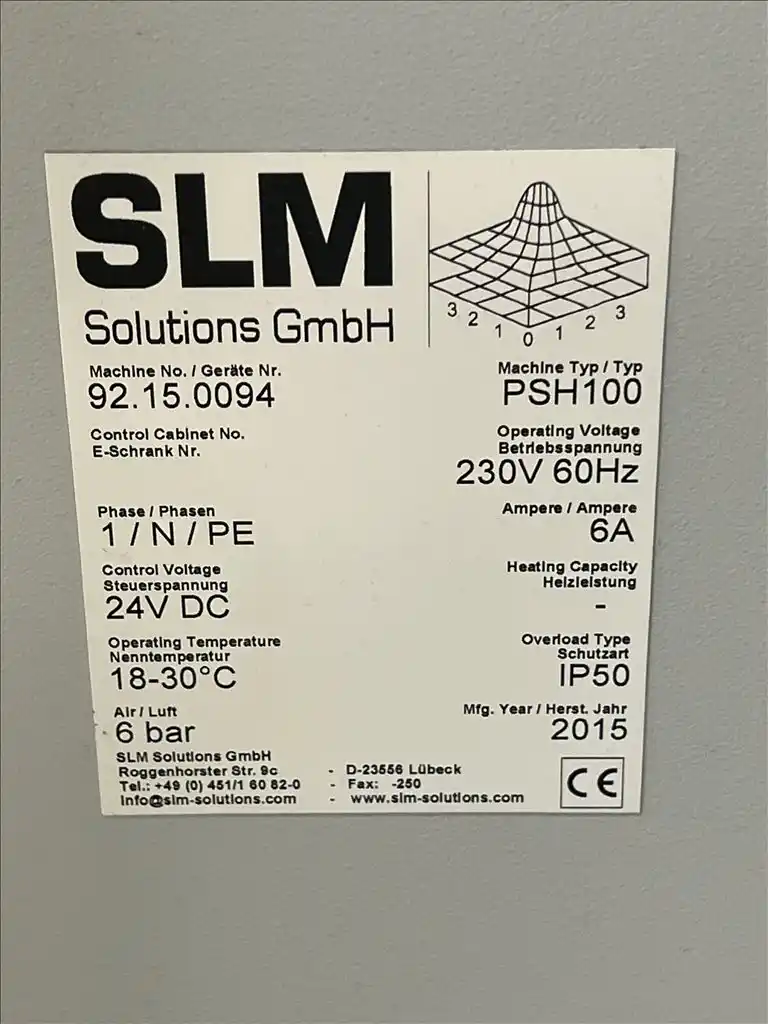 SLM
Solutions GmbH
3 2 1 0 1 2 3
Machine No. / Geräte Nr.
92.15.0094
Machine Typ / Typ
PSH100
Control Cabinet No.
E-Schrank Nr.
Operating Voltage
Betriebsspannung
230V 60Hz
Phase / Phasen
1 / N / PE
Ampere / Ampere
6A
Control Voltage
Steuerspannung
24V DC
Heating Capacity
Heizleistung
-
Operating Temperature
Nenntemperatur
18-30°C
Overload Type
Schutzart
IP50
Air / Luft
6 bar
Mfg. Year / Herst. Jahr
2015
SLM Solutions GmbH
Roggenhorster Str. 9c - D-23556 Lübeck
Tel.: +49 (0) 451/1 60 82-0 - Fax: -250
info@slm-solutions.com - www.slm-solutions.com
CE